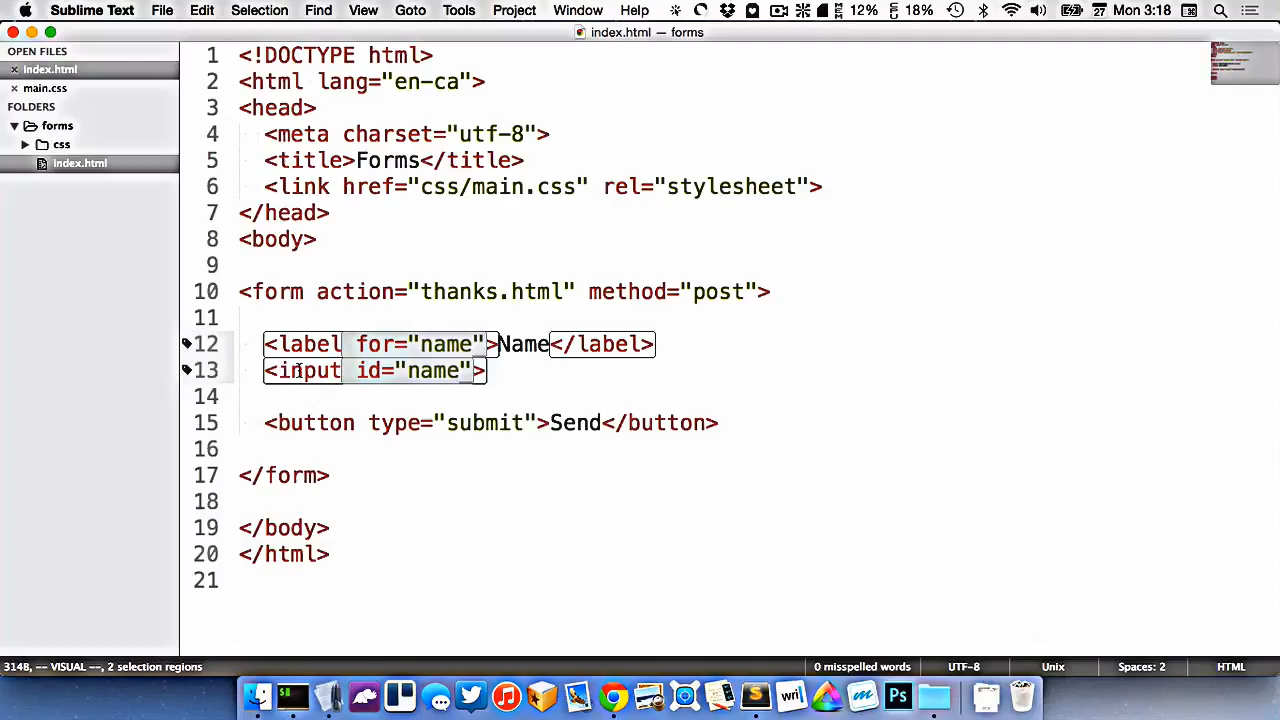 Sublime Text File Edit Selection Find View Goto Tools Project Window Help 12% 18% 27 Mon 3:18
index.html — forms
OPEN FILES
× index.html
× main.css
FOLDERS
forms
css
index.html
1 <!DOCTYPE html>
2 <html lang="en-ca">
3 <head>
4 <meta charset="utf-8">
5 <title>Forms</title>
6 <link href="css/main.css" rel="stylesheet">
7 </head>
8 <body>
9
10 <form action="thanks.html" method="post">
11
12 <label for="name">Name</label>
13 <input id="name">
14
15 <button type="submit">Send</button>
16
17 </form>
18
19 </body>
20 </html>
21
314B, -- VISUAL --, 2 selection regions 0 misspelled words UTF-8 Unix Spaces: 2 HTML
$ S wri m Ps